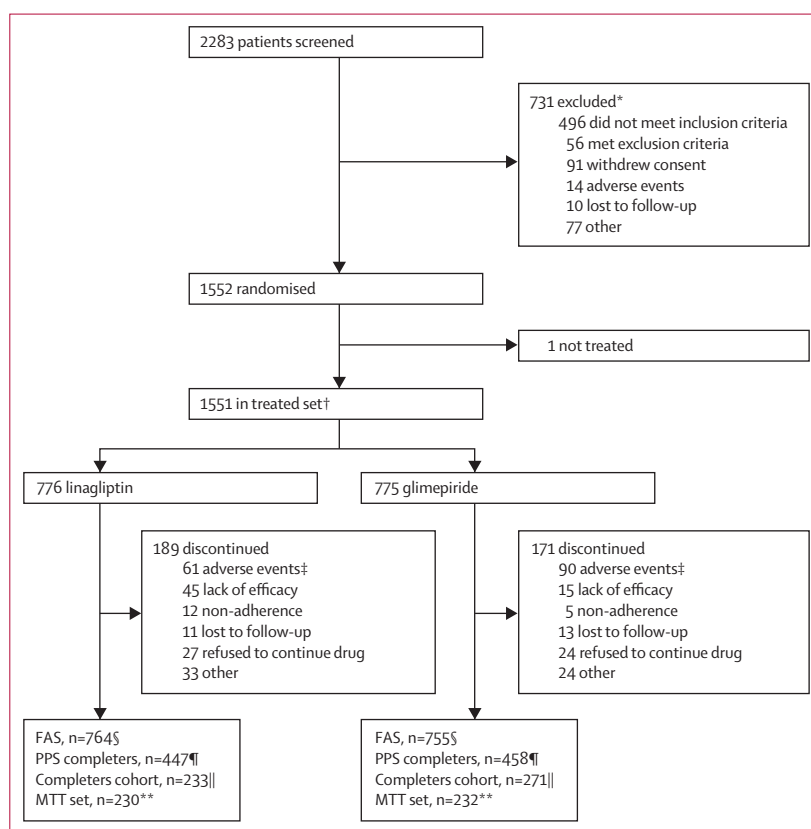 2283 patients screened
731 excluded*
496 did not meet inclusion criteria
56 met exclusion criteria
91 withdrew consent
14 adverse events
10 lost to follow-up
77 other
1552 randomised
1 not treated
1551 in treated set†
776 linagliptin
775 glimepiride
189 discontinued
61 adverse events‡
45 lack of efficacy
12 non-adherence
11 lost to follow-up
27 refused to continue drug
33 other
171 discontinued
90 adverse events‡
15 lack of efficacy
5 non-adherence
13 lost to follow-up
24 refused to continue drug
24 other
FAS, n=764§
PPS completers, n=447¶
Completers cohort, n=233||
MTT set, n=230**
FAS, n=755§
PPS completers, n=458¶
Completers cohort, n=271||
MTT set, n=232**